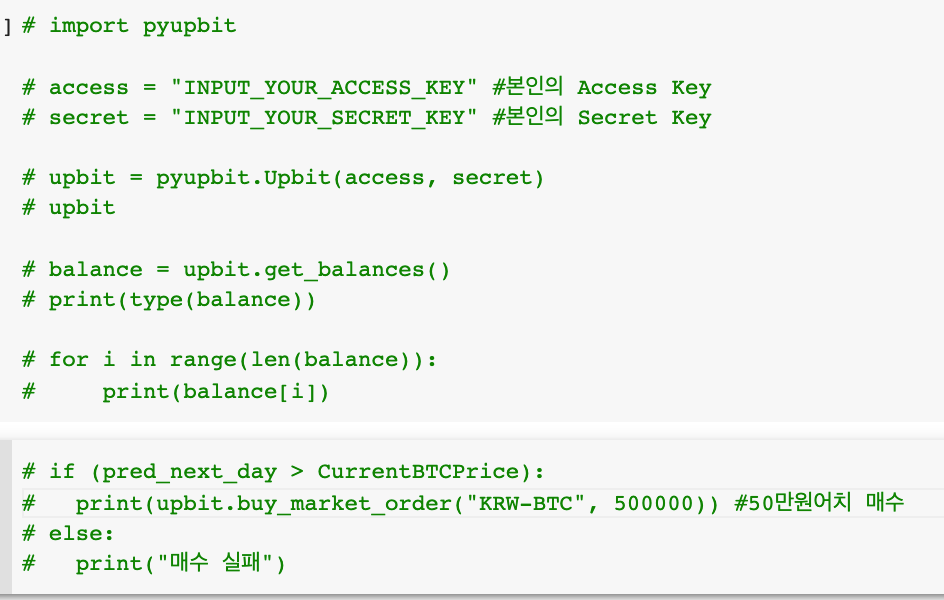 ] # import pyupbit
# access = "INPUT_YOUR_ACCESS_KEY" #본인의 Access Key
# secret = "INPUT_YOUR_SECRET_KEY" #본인의 Secret Key
# upbit = pyupbit.Upbit(access, secret)
# upbit
# balance = upbit.get_balances()
# print(type(balance))
# for i in range(len(balance)):
#     print(balance[i])
# if (pred_next_day > CurrentBTCPrice):
#   print(upbit.buy_market_order("KRW-BTC", 500000)) #50만원어치 매수
# else:
#   print("매수 실패")